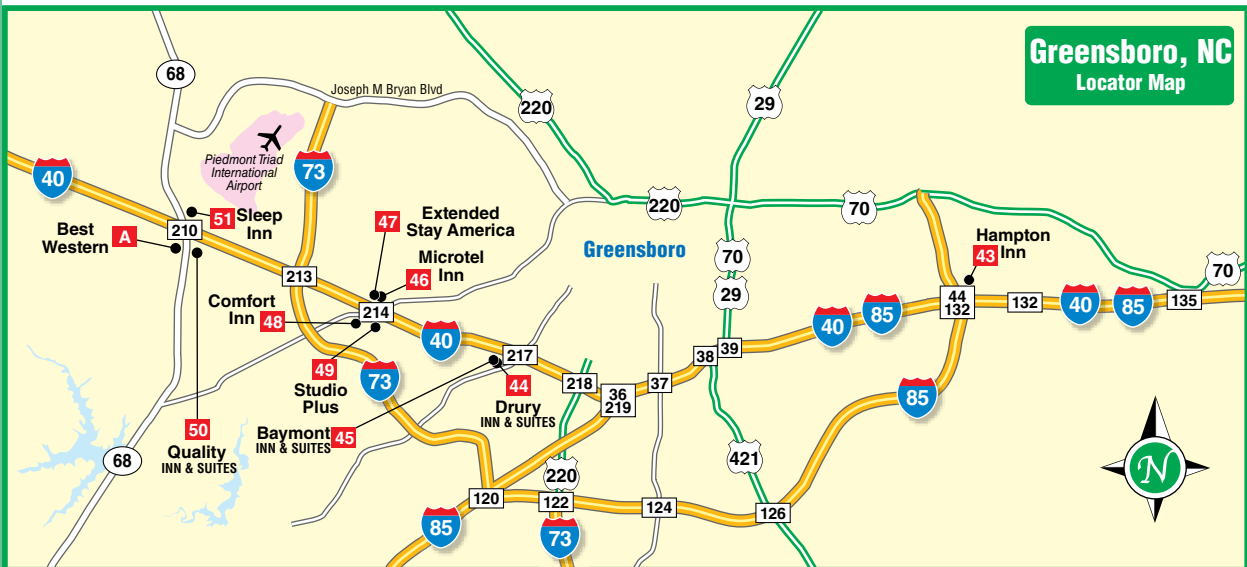 Greensboro, NC
Locator Map
68
Joseph M Bryan Blvd
220
29
Piedmont Triad
International
Airport
40
73
51 Sleep
Inn
210
Best
Western A
47 Extended
Stay America
Microtel
Inn
46
220
70
Greensboro
Hampton
43 Inn
70
70
213
29
Comfort
Inn 48
214
40
44
132
132
40
85
135
40
85
217
38
39
49
Studio
Plus
73
44
Drury
INN & SUITES
218
36
219
37
85
50
Quality
INN & SUITES
Baymont 45
INN & SUITES
68
421
220
120
122
124
126
85
73
N